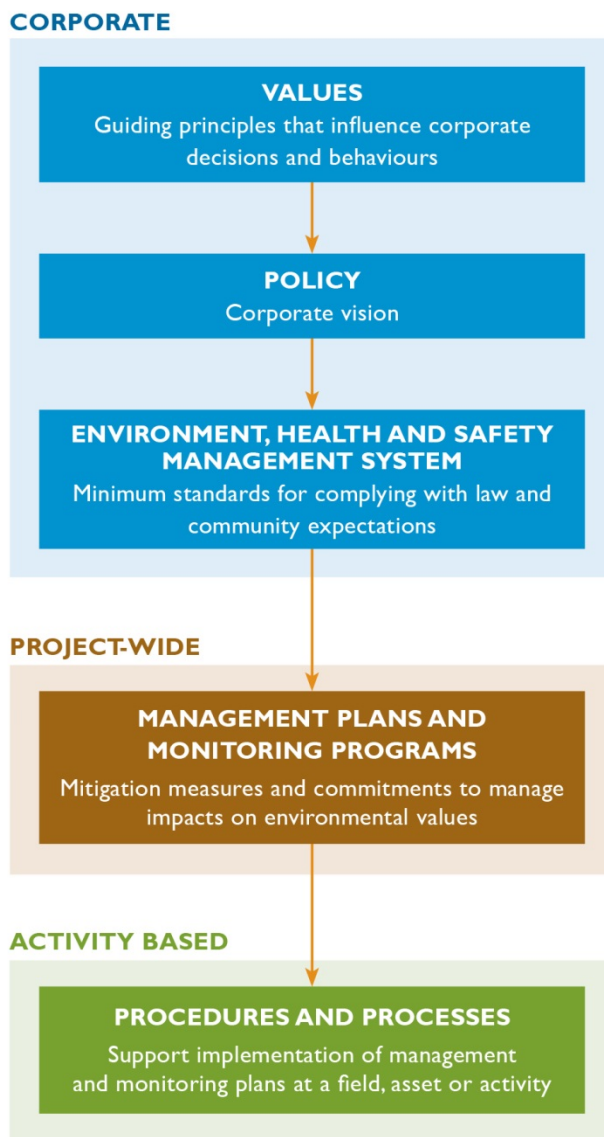 CORPORATE
VALUES
Guiding principles that influence corporate
decisions and behaviours
POLICY
Corporate vision
ENVIRONMENT, HEALTH AND SAFETY
MANAGEMENT SYSTEM
Minimum standards for complying with law and
community expectations
PROJECT-WIDE
MANAGEMENT PLANS AND
MONITORING PROGRAMS
Mitigation measures and commitments to manage
impacts on environmental values
ACTIVITY BASED
PROCEDURES AND PROCESSES
Support implementation of management
and monitoring plans at a field, asset or activity